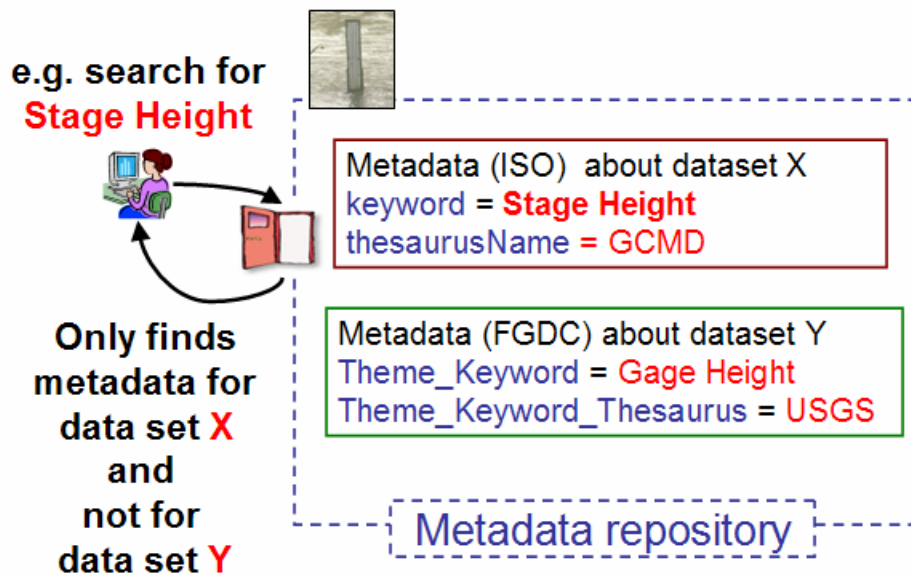 e.g. search for
Stage Height
Metadata (ISO)  about dataset X
keyword = Stage Height
thesaurusName = GCMD
Only finds
metadata for
data set X
and
not for
data set Y
Metadata (FGDC) about dataset Y
Theme_Keyword = Gage Height
Theme_Keyword_Thesaurus = USGS
Metadata repository